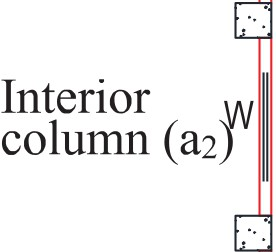 Interior
column (a2)
W